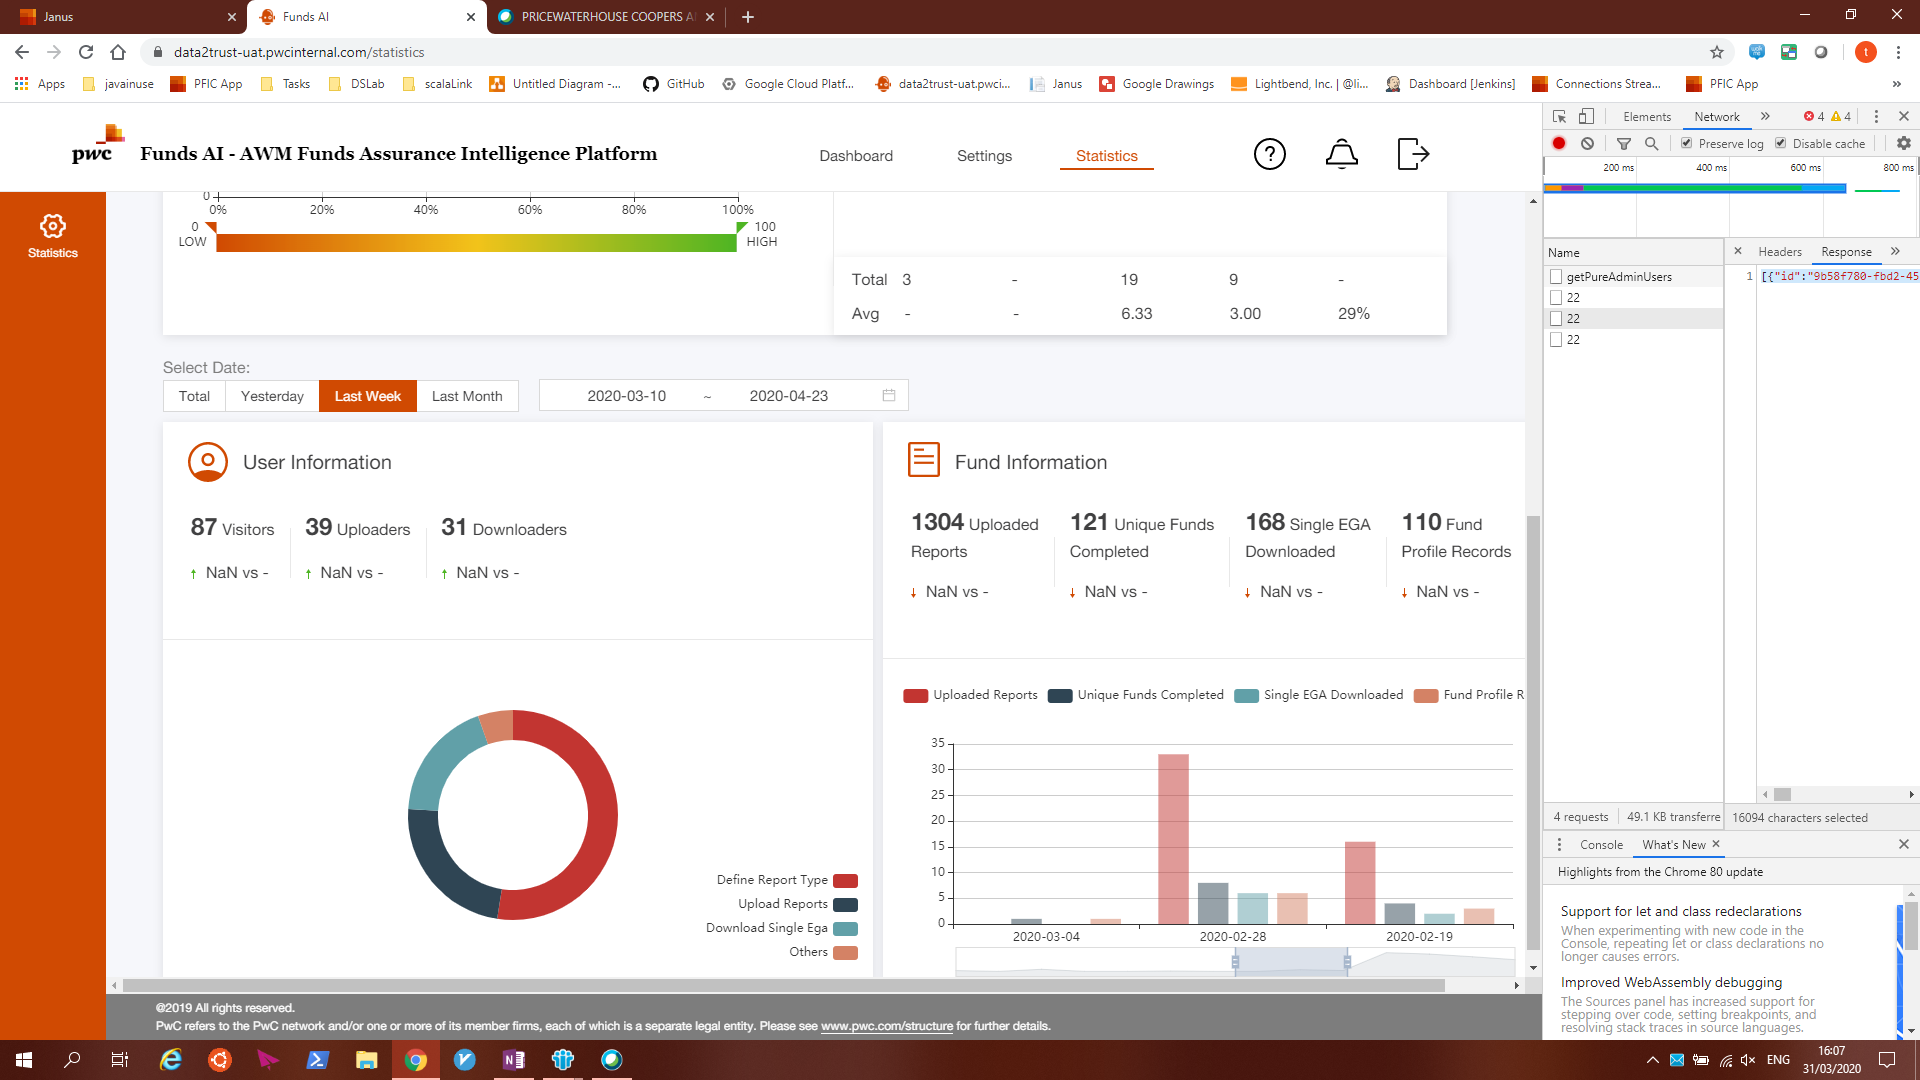 Janus
Funds AI
PRICEWATERHOUSE COOPERS A
data2trust-uat.pwcinternal.com/statistics
t
Apps
javainuse
PFIC App
Tasks
DSLab
scalaLink
Untitled Diagram -...
GitHub
Google Cloud Platf...
data2trust-uat.pwci...
Janus
Google Drawings
Lightbend, Inc. | @li...
Dashboard [Jenkins]
Connections Strea...
PFIC App
»
pwc
Funds AI - AWM Funds Assurance Intelligence Platform
Dashboard
Settings
Statistics
Statistics
0
0% 20% 40% 60% 80% 100%
0 100
LOW HIGH
Total 3 - 19 9 -
Avg - - 6.33 3.00 29%
Select Date:
Total Yesterday Last Week Last Month 2020-03-10 ~ 2020-04-23
User Information
87 Visitors 39 Uploaders 31 Downloaders
↑ NaN vs - ↑ NaN vs - ↑ NaN vs -
Define Report Type
Upload Reports
Download Single Ega
Others
Fund Information
1304 Uploaded Reports
121 Unique Funds Completed
168 Single EGA Downloaded
110 Fund Profile Records
↓ NaN vs - ↓ NaN vs - ↓ NaN vs - ↓ NaN vs -
Uploaded Reports Unique Funds Completed Single EGA Downloaded Fund Profile R
35
30
25
20
15
10
5
0
2020-03-04 2020-02-28 2020-02-19
@2019 All rights reserved.
PwC refers to the PwC network and/or one or more of its member firms, each of which is a separate legal entity. Please see www.pwc.com/structure for further details.
Elements Network » 4 4
Preserve log Disable cache
200 ms 400 ms 600 ms 800 ms
Name
getPureAdminUsers
22
22
22
Headers Response »
1 [{"id":"9b58f780-fbd2-45
4 requests 49.1 KB transferre 16094 characters selected
Console What's New
Highlights from the Chrome 80 update
Support for let and class redeclarations
When experimenting with new code in the
Console, repeating let or class declarations no
longer causes errors.
Improved WebAssembly debugging
The Sources panel has increased support for
stepping over code, setting breakpoints, and
resolving stack traces in source languages.
ENG
16:07
31/03/2020